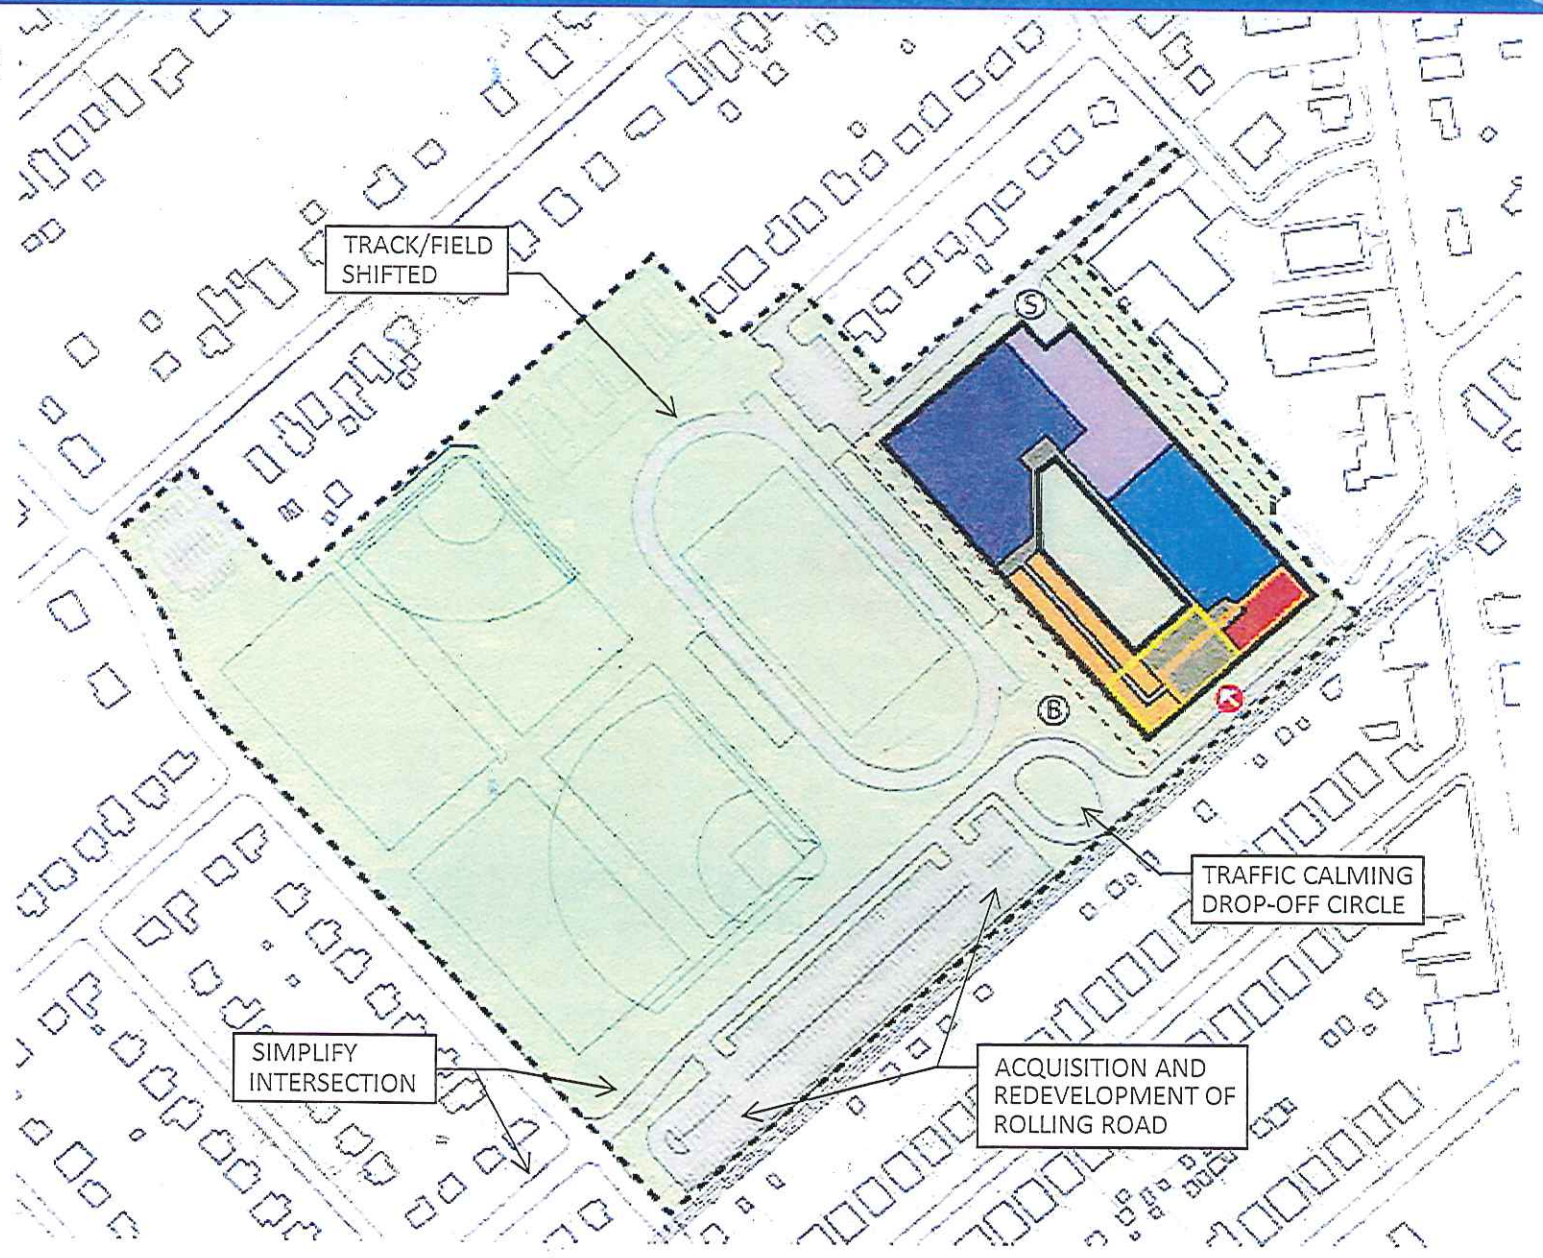 TRACK/FIELD
SHIFTED
S
B
TRAFFIC CALMING
DROP-OFF CIRCLE
SIMPLIFY
INTERSECTION
ACQUISITION AND
REDEVELOPMENT OF
ROLLING ROAD